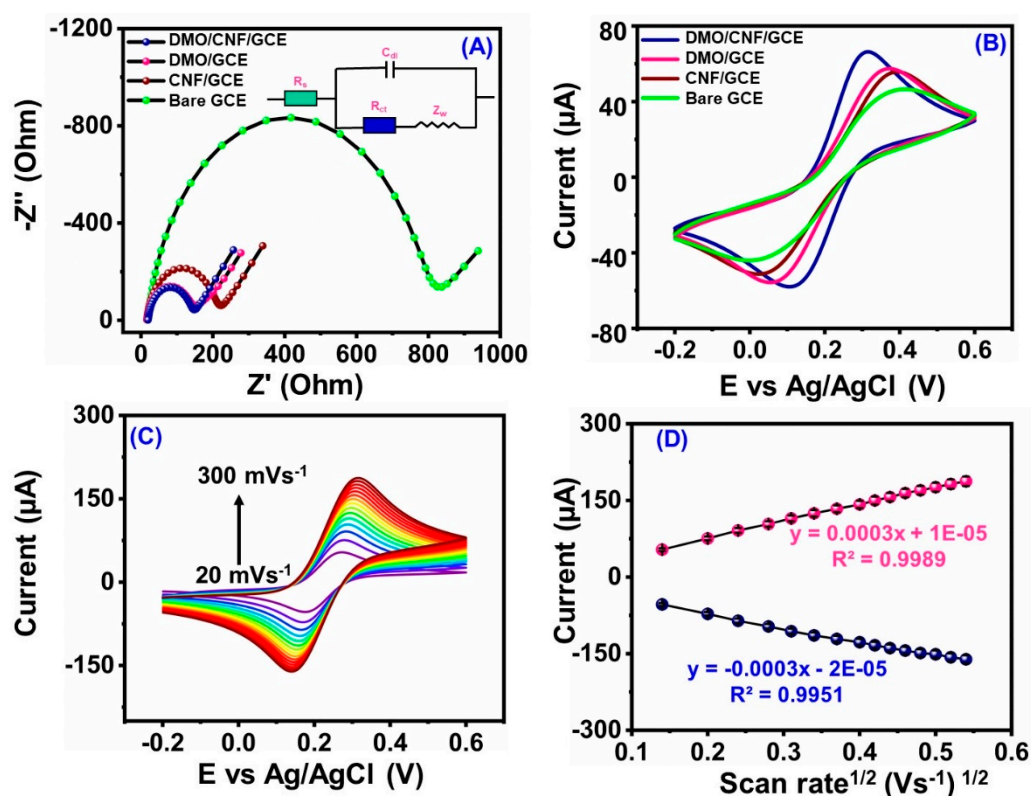 (A)
DMO/CNF/GCE
DMO/GCE
CNF/GCE
Bare GCE
Cdi
Rs
Rct
Zw
-Z'' (Ohm)
-1200
-800
-400
0
0 200 400 600 800 1000
Z' (Ohm)
(B)
DMO/CNF/GCE
DMO/GCE
CNF/GCE
Bare GCE
Current (µA)
80
40
0
-40
80
-0.2 0.0 0.2 0.4 0.6
E vs Ag/AgCl (V)
(C)
300 mVs-1
20 mVs-1
Current (µA)
300
150
0
-150
-0.2 0.0 0.2 0.4 0.6
E vs Ag/AgCl (V)
(D)
y = 0.0003x + 1E-05
R² = 0.9989
y = -0.0003x - 2E-05
R² = 0.9951
Current (µA)
300
150
0
-150
-300
0.1 0.2 0.3 0.4 0.5 0.6
Scan rate1/2 (Vs-1) 1/2